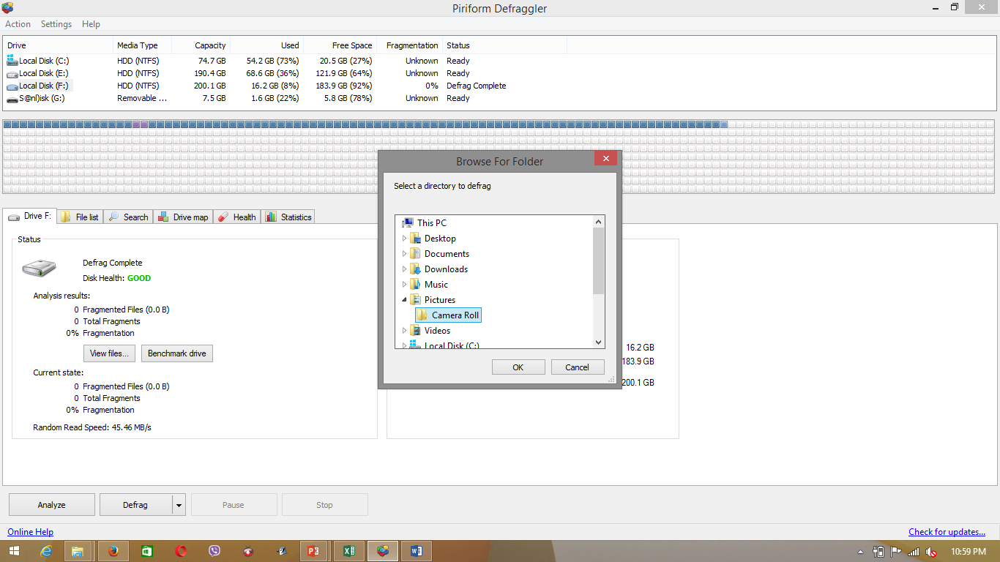 Piriform Defraggler
Action Settings Help
Drive Media Type Capacity Used Free Space Fragmentation Status
Local Disk (C:) HDD (NTFS) 74.7 GB 54.2 GB (73%) 20.5 GB (27%) Unknown Ready
Local Disk (E:) HDD (NTFS) 190.4 GB 68.6 GB (36%) 121.9 GB (64%) Unknown Ready
Local Disk (F:) HDD (NTFS) 200.1 GB 16.2 GB (8%) 183.9 GB (92%) 0% Defrag Complete
S@nl)isk (G:) Removable ... 7.5 GB 1.6 GB (22%) 5.8 GB (78%) Unknown Ready
Browse For Folder
Select a directory to defrag
This PC
Desktop
Documents
Downloads
Music
Pictures
Camera Roll
Videos
Local Disk (C:)
OK Cancel
Drive F: File list Search Drive map Health Statistics
Status
Defrag Complete
Disk Health: GOOD
Analysis results:
0 Fragmented Files (0.0 B)
0 Total Fragments
0% Fragmentation
View files... Benchmark drive
Current state:
0 Fragmented Files (0.0 B)
0 Total Fragments
0% Fragmentation
Random Read Speed: 45.46 MB/s
16.2 GB
183.9 GB
200.1 GB
Analyze Defrag Pause Stop
Online Help Check for updates...
10:59 PM